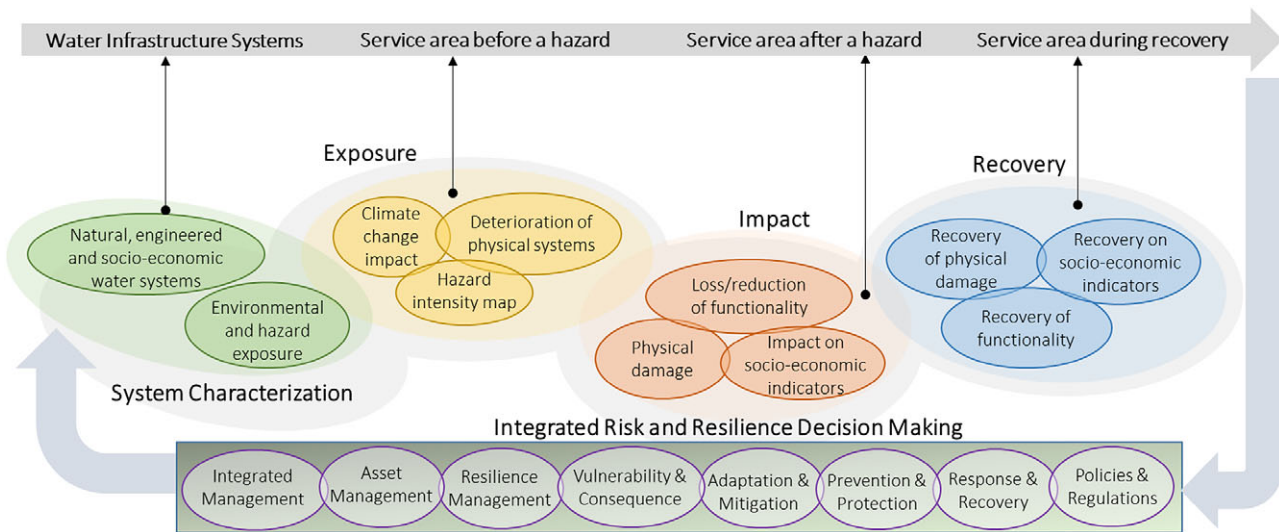 Water Infrastructure Systems
Service area before a hazard
Service area after a hazard
Service area during recovery
Exposure
Climate
change
impact
Deterioration of
physical systems
Hazard
intensity map
Natural, engineered
and socio-economic
water systems
Environmental
and hazard
exposure
System Characterization
Impact
Loss/reduction
of functionality
Physical
damage
Impact on
socio-economic
indicators
Recovery
Recovery
of physical
damage
Recovery on
socio-economic
indicators
Recovery of
functionality
Integrated Risk and Resilience Decision Making
Integrated
Management
Asset
Management
Resilience
Management
Vulnerability &
Consequence
Adaptation &
Mitigation
Prevention &
Protection
Response &
Recovery
Policies &
Regulations